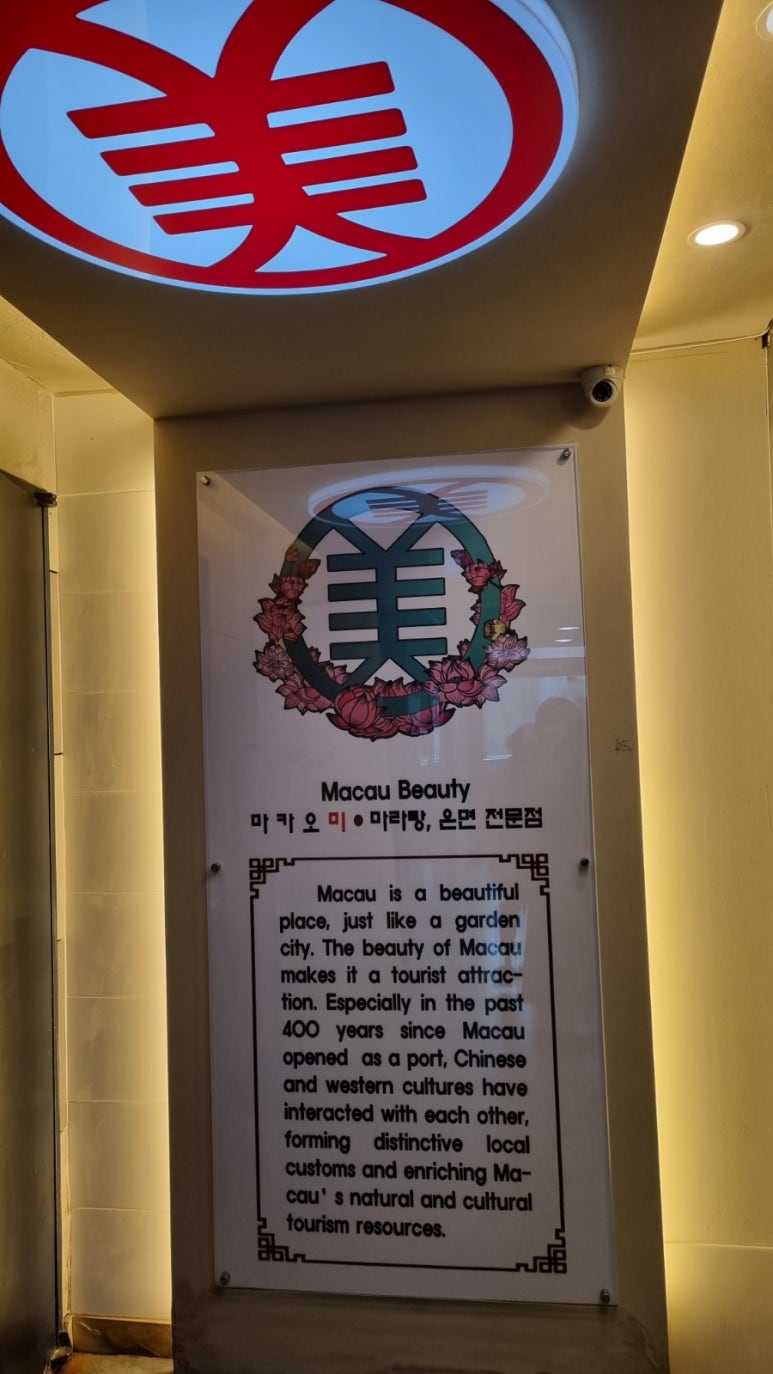 美
美
Macau Beauty
마카오미●마라탕, 온면 전문점
Macau is a beautiful
place, just like a garden
city. The beauty of Macau
makes it a tourist attrac-
tion. Especially in the past
400 years since Macau
opened as a port, Chinese
and western cultures have
interacted with each other,
forming distinctive local
customs and enriching Ma-
cau's natural and cultural
tourism resources.